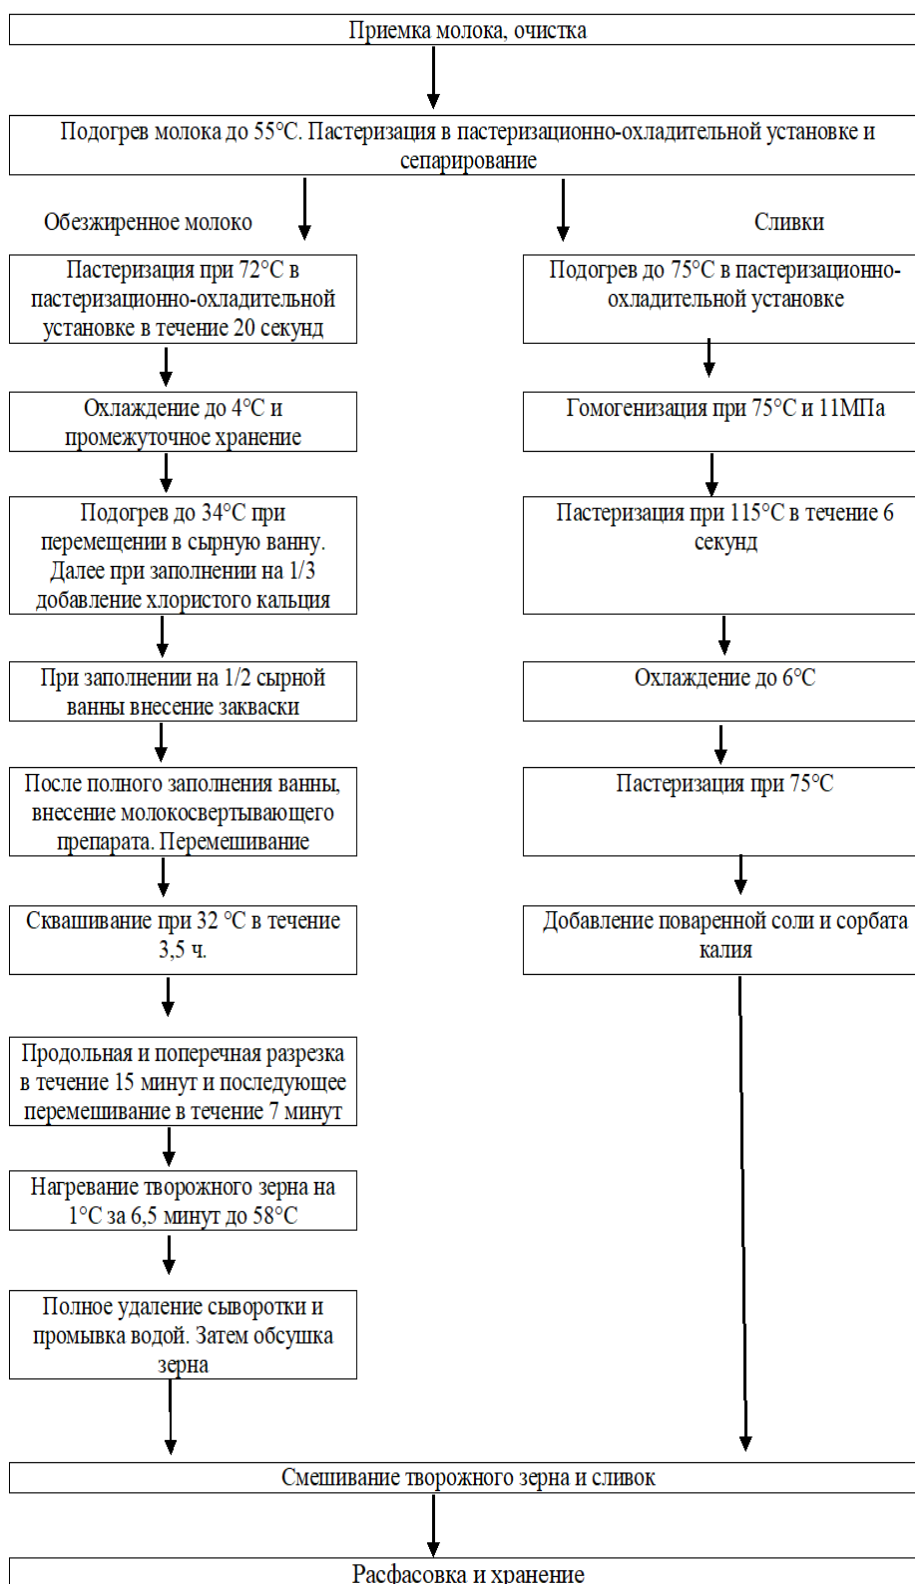 Приемка молока, очистка
Подогрев молока до 55°С. Пастеризация в пастеризационно-охладительной установке и
сепарирование
Обезжиренное молоко
Пастеризация при 72°С в
пастеризационно-охладительной
установке в течение 20 секунд
Охлаждение до 4°С и
промежуточное хранение
Подогрев до 34°С при
перемещении в сырную ванну.
Далее при заполнении на 1/3
добавление хлористого кальция
При заполнении на 1/2 сырной
ванны внесение закваски
После полного заполнения ванны,
внесение молокосвертывающего
препарата. Перемешивание
Сквашивание при 32 °С в течение
3,5 ч.
Продольная и поперечная разрезка
в течение 15 минут и последующее
перемешивание в течение 7 минут
Нагревание творожного зерна на
1°С за 6,5 минут до 58°С
Полное удаление сыворотки и
промывка водой. Затем обсушка
зерна
Сливки
Подогрев до 75°С в пастеризационно-
охладительной установке
Гомогенизация при 75°С и 11МПа
Пастеризация при 115°С в течение 6
секунд
Охлаждение до 6°С
Пастеризация при 75°С
Добавление поваренной соли и сорбата
калия
Смешивание творожного зерна и сливок
Расфасовка и хранение